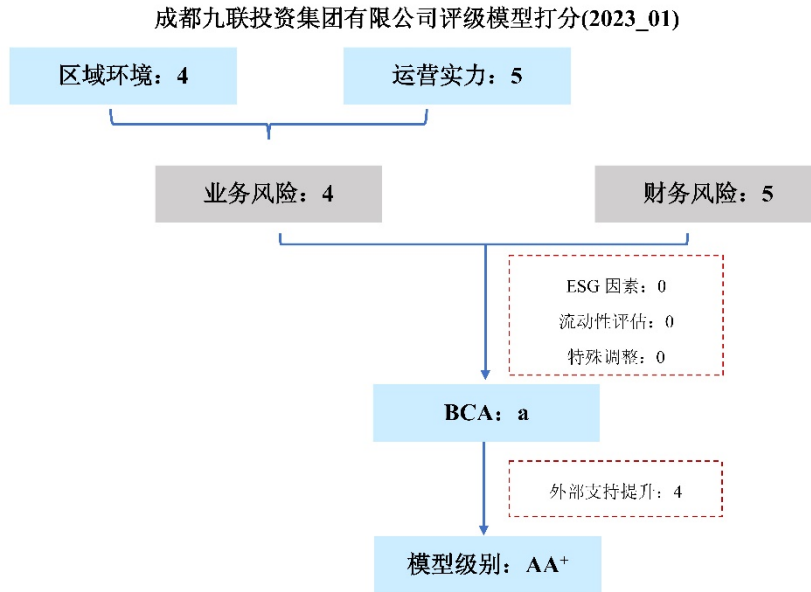 成都九联投资集团有限公司评级模型打分(2023_01)
区域环境：4
运营实力：5
业务风险：4
财务风险：5
ESG 因素：0
流动性评估：0
特殊调整：0
BCA：a
外部支持提升：4
模型级别：AA⁺